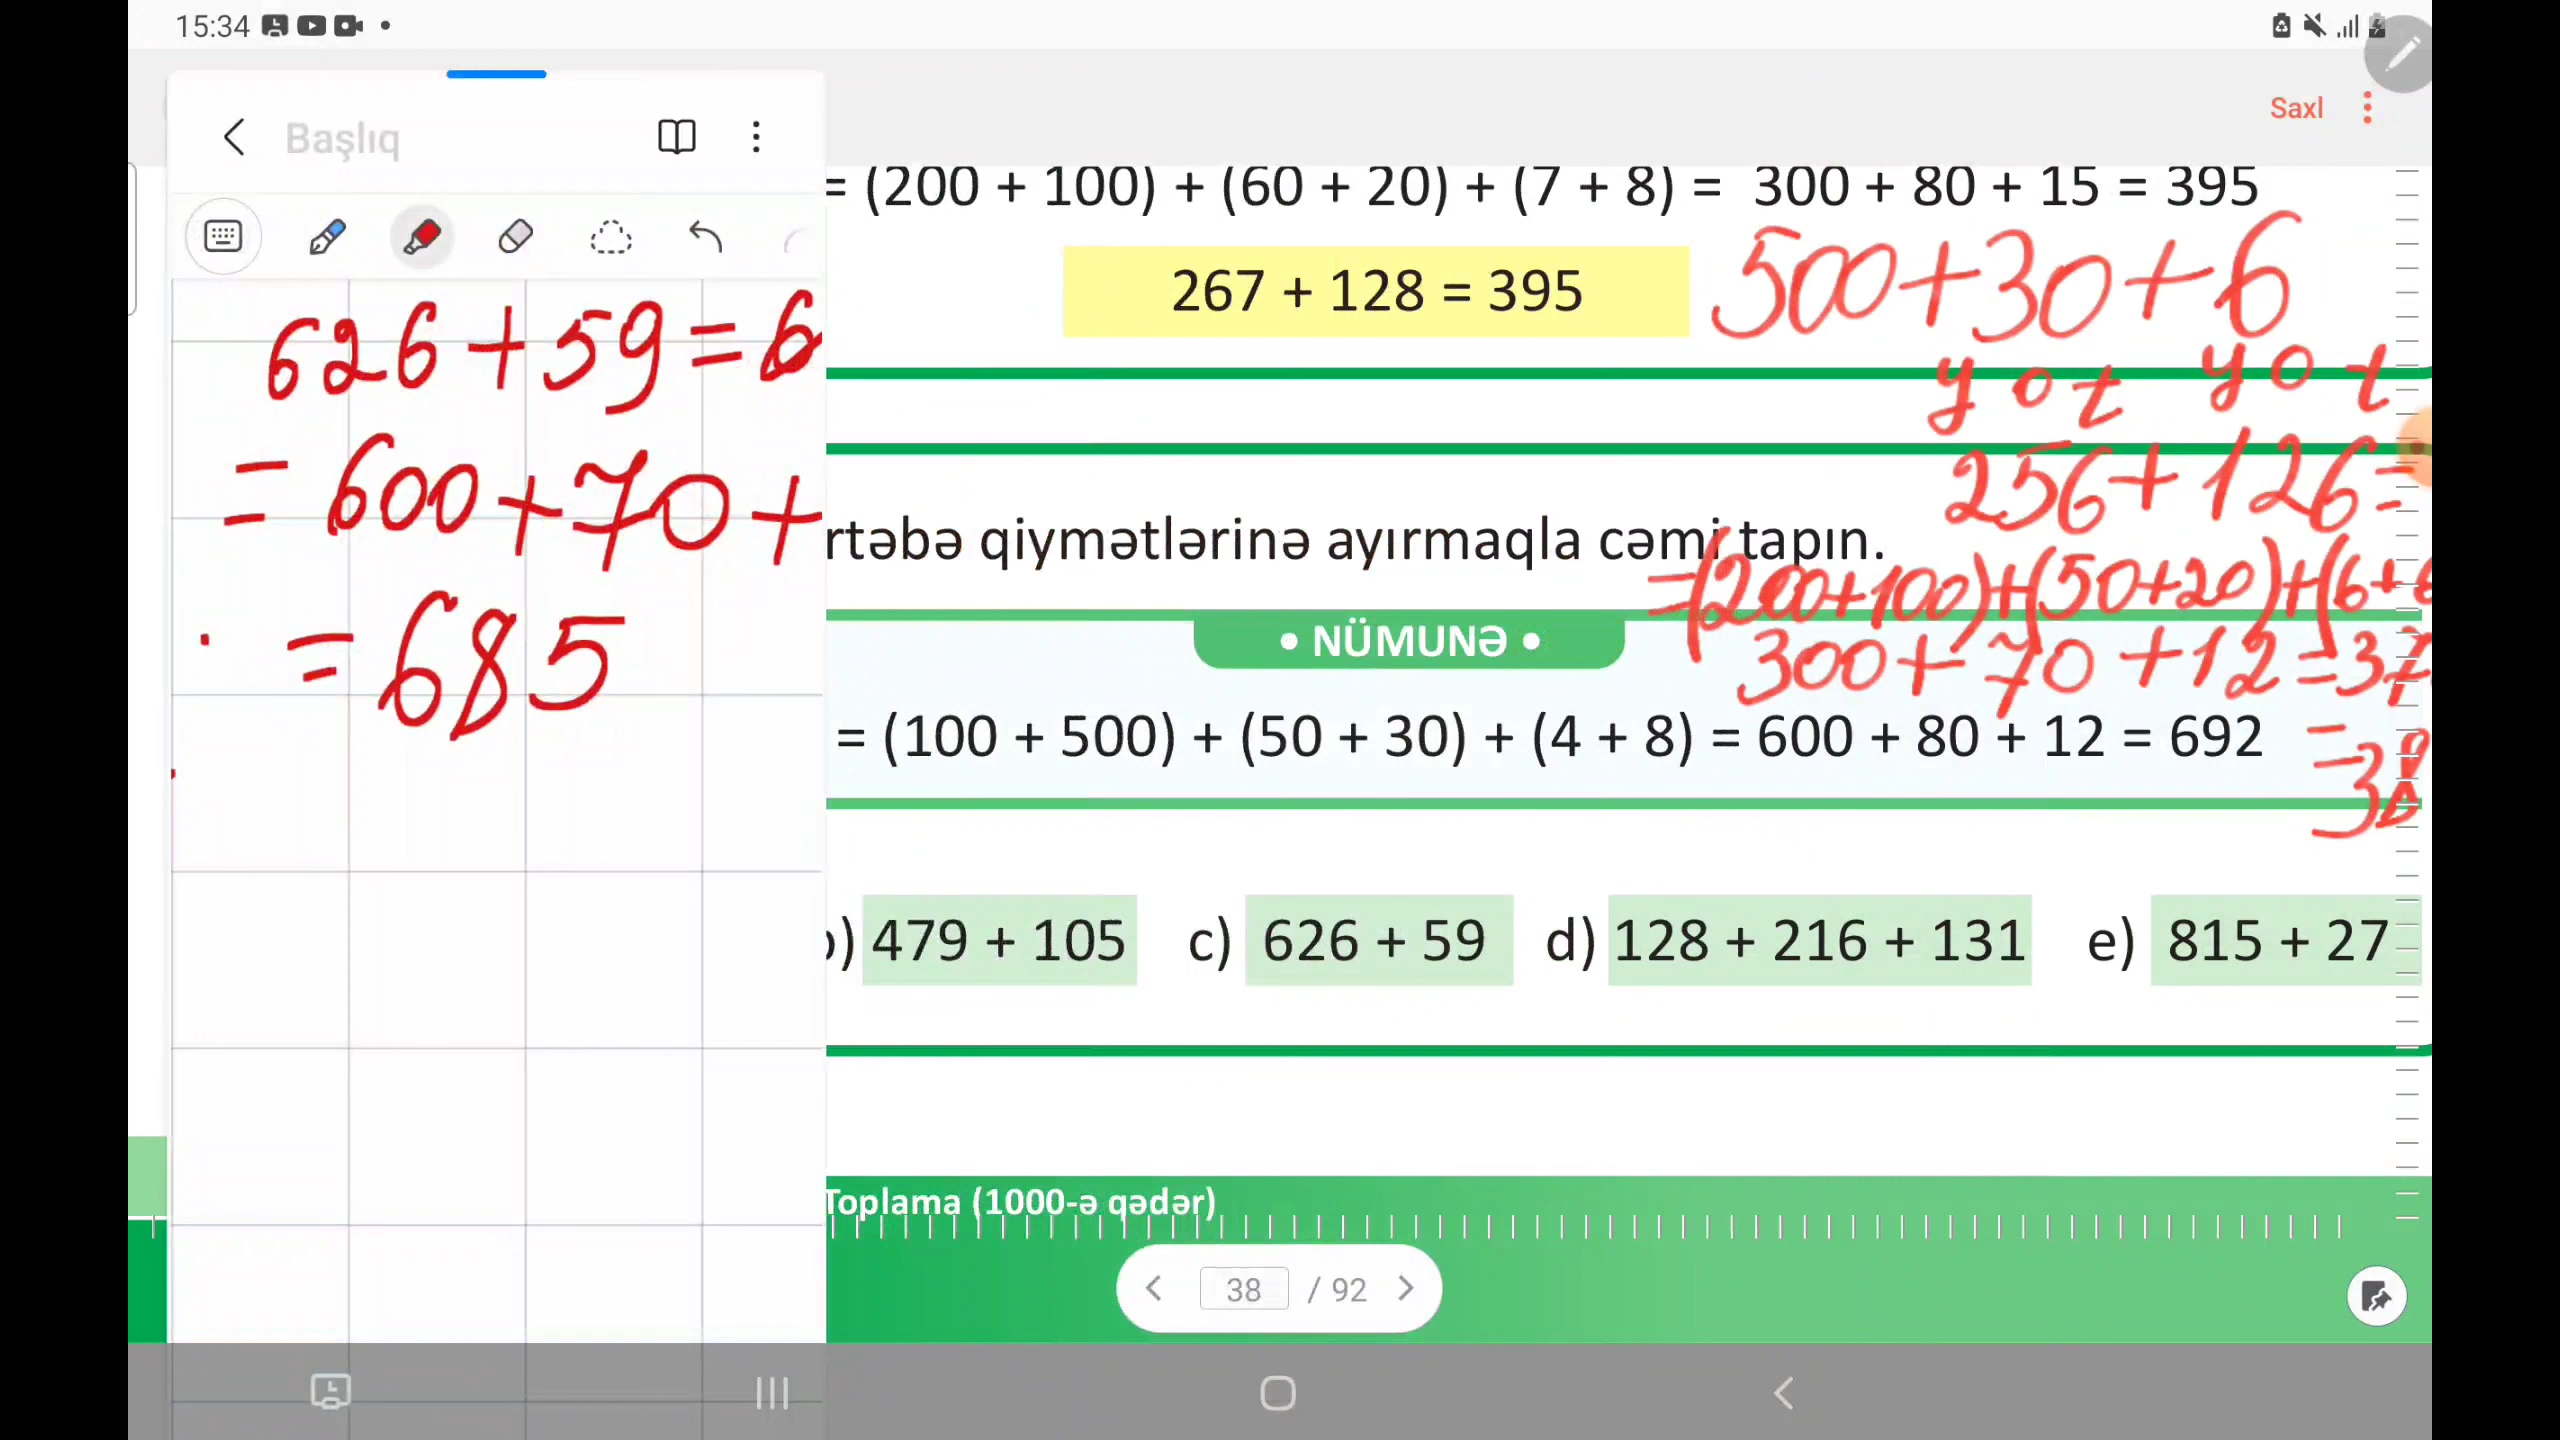 15:34
Saxl
Başlıq
626+59=6
=600+70+
=685
= (200 + 100) + (60 + 20) + (7 + 8) = 300 + 80 + 15 = 395
267 + 128 = 395
500+30+6
y o t y o t
256+126=
=(200+100)+(50+20)+(6+6
300+70+12=37
=38
rtəbə qiymətlərinə ayırmaqla cəmi tapın.
• NÜMUNƏ •
= (100 + 500) + (50 + 30) + (4 + 8) = 600 + 80 + 12 = 692
b) 479 + 105 c) 626 + 59 d) 128 + 216 + 131 e) 815 + 27
Toplama (1000-ə qədər)
38 / 92